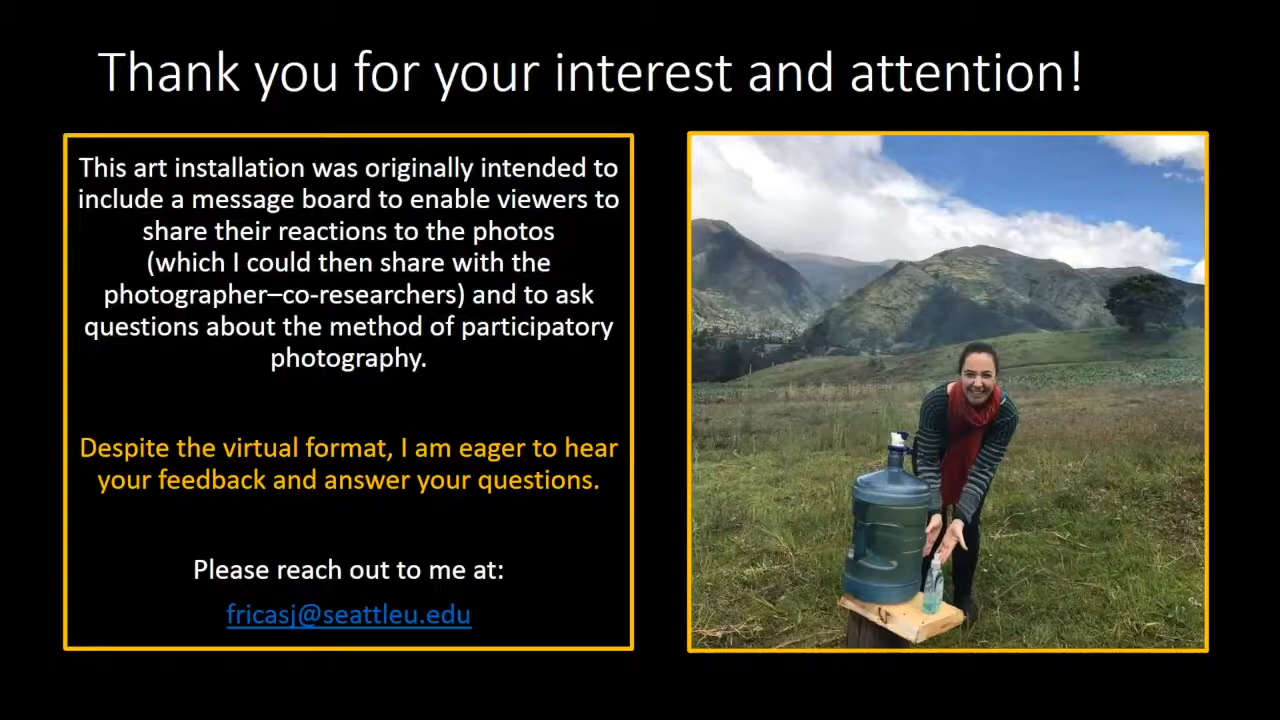 Thank you for your interest and attention!
This art installation was originally intended to
include a message board to enable viewers to
share their reactions to the photos
(which I could then share with the
photographer–co-researchers) and to ask
questions about the method of participatory
photography.
Despite the virtual format, I am eager to hear
your feedback and answer your questions.
Please reach out to me at:
fricasj@seattleu.edu